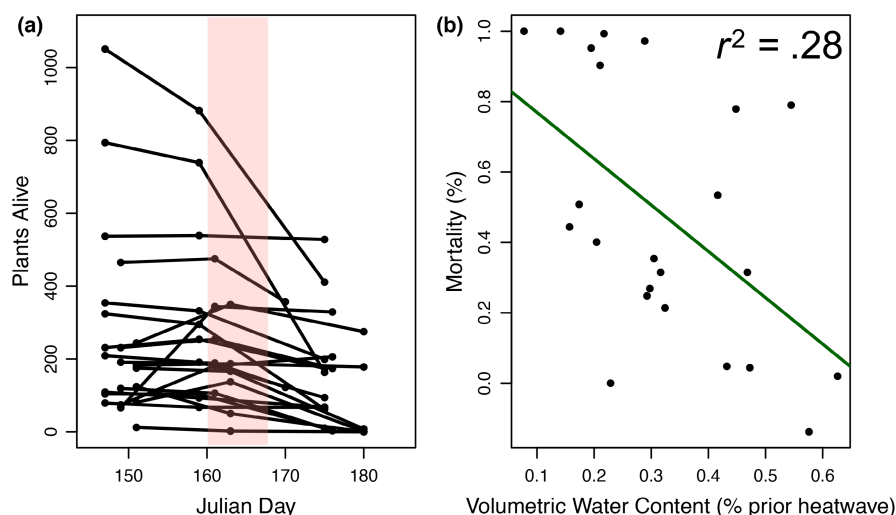 (a)
Plants Alive
1000
800
600
400
200
0
150 160 170 180
Julian Day
(b)
r² = .28
Mortality (%)
1.0
0.8
0.6
0.4
0.2
0.0
0.1 0.2 0.3 0.4 0.5 0.6
Volumetric Water Content (% prior heatwave)